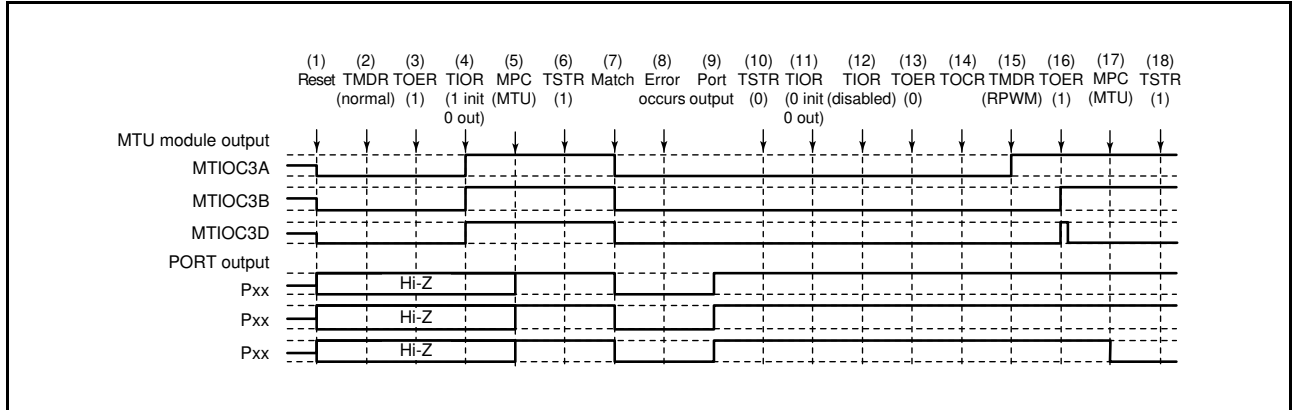 (1) (2) (3) (4) (5) (6) (7) (8) (9) (10) (11) (12) (13) (14) (15) (16) (17) (18)
Reset TMDR TOER TIOR MPC TSTR Match Error Port TSTR TIOR TIOR TOER TOCR TMDR TOER MPC TSTR
(normal) (1) (1 init (MTU) (1) occurs output (0) (0 init (disabled) (0) (RPWM) (1) (MTU) (1)
0 out) 0 out)
MTU module output
MTIOC3A
MTIOC3B
MTIOC3D
PORT output
Pxx Hi-Z
Pxx Hi-Z
Pxx Hi-Z